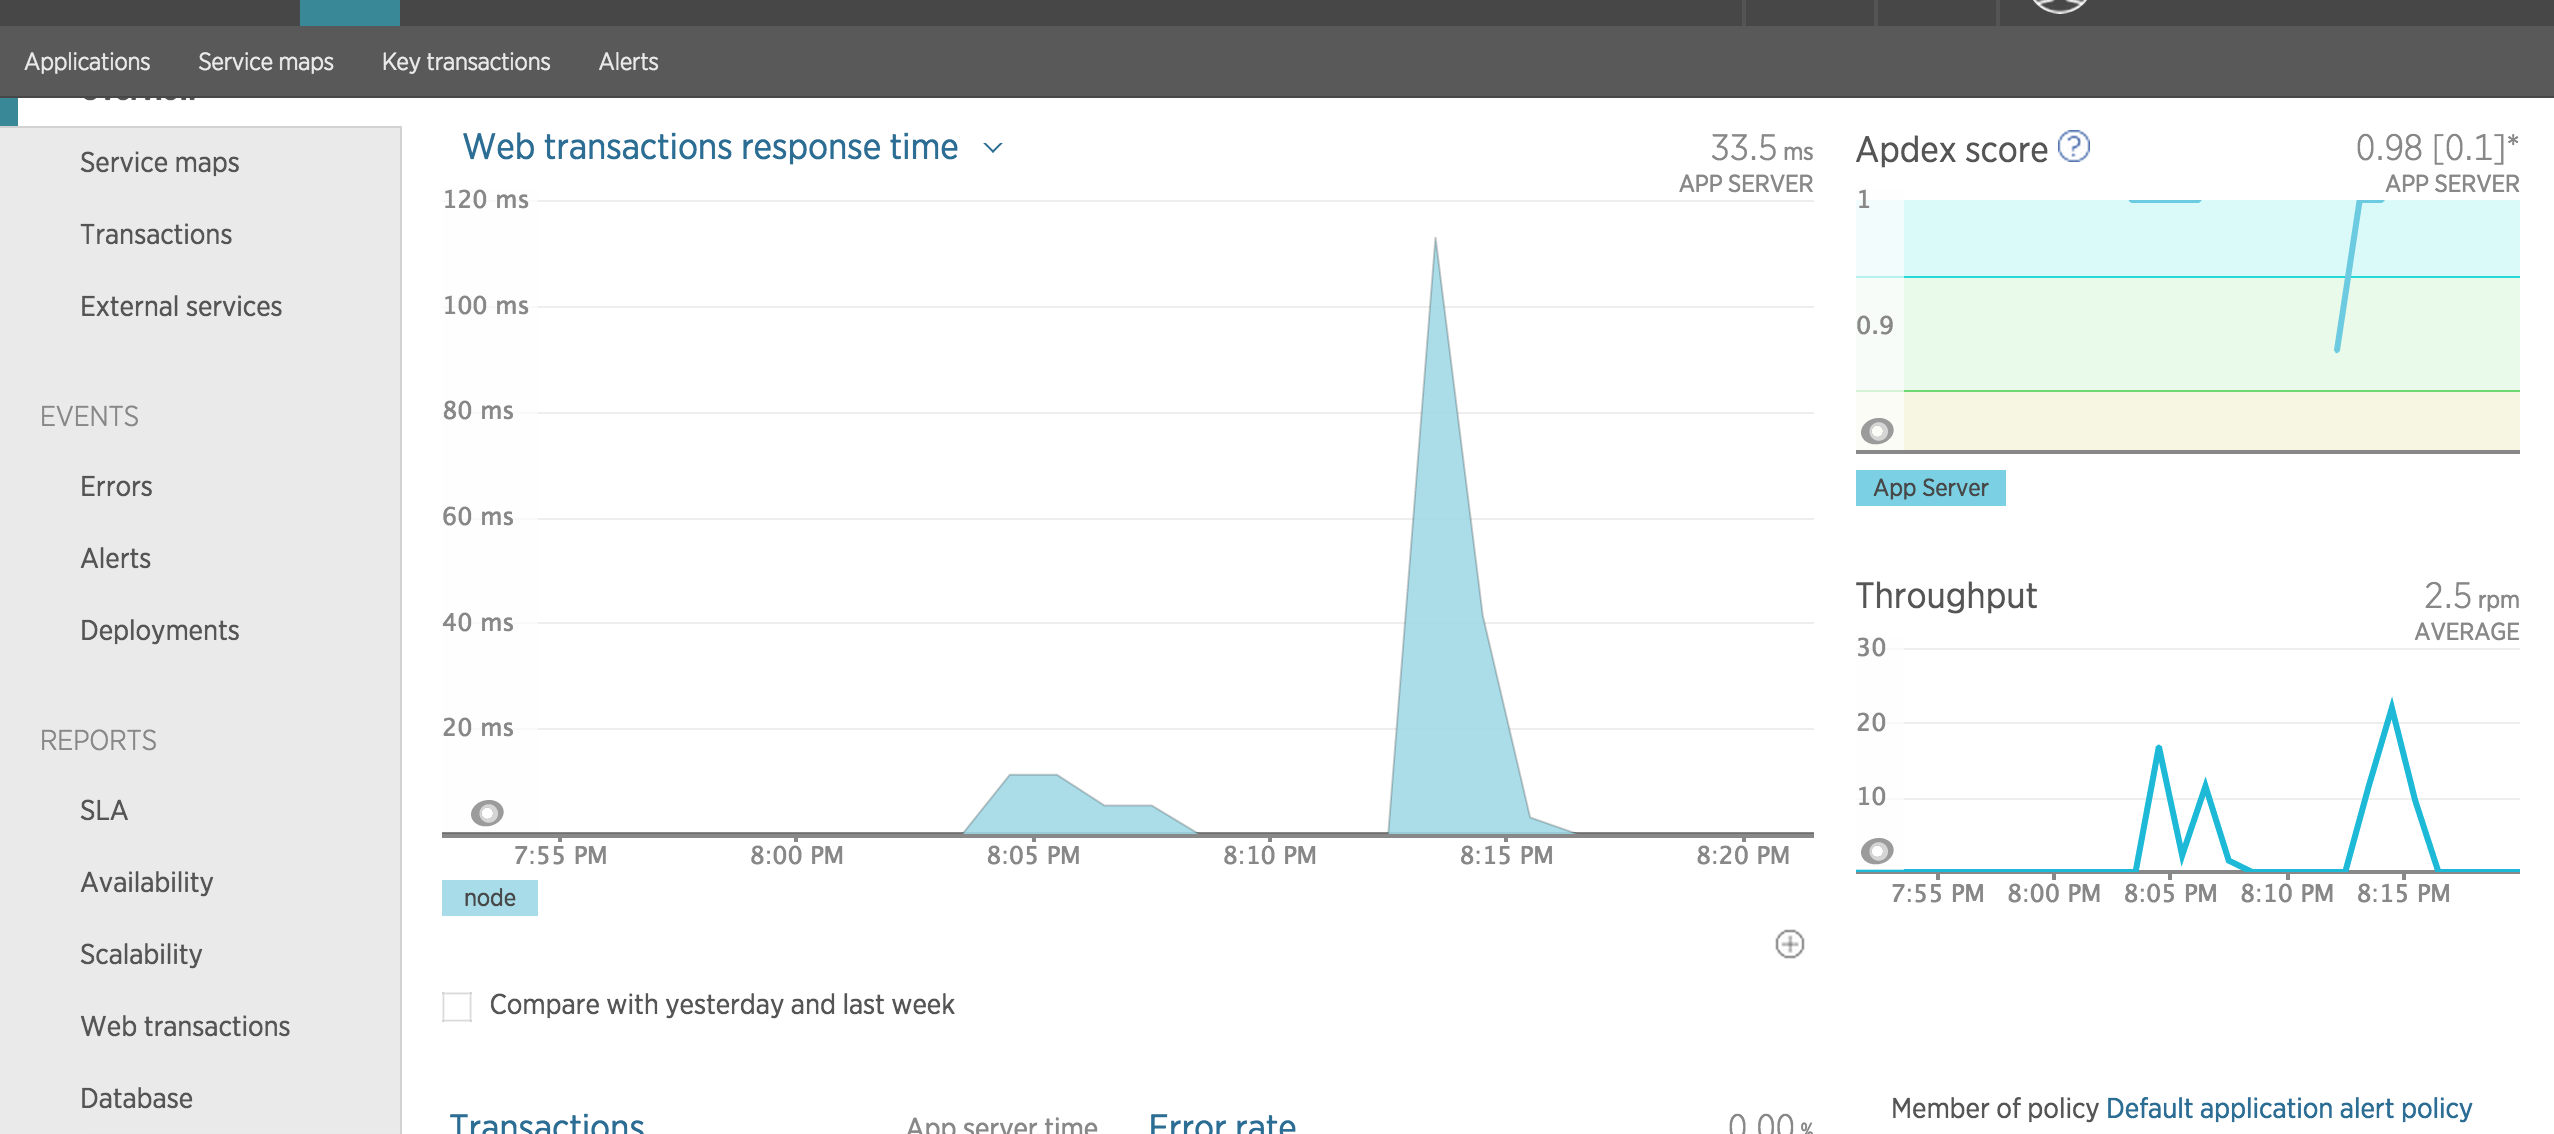 Applications Service maps Key transactions Alerts
Overview
Service maps
Transactions
External services
EVENTS
Errors
Alerts
Deployments
REPORTS
SLA
Availability
Scalability
Web transactions
Database
Web transactions response time
33.5 ms
APP SERVER
120 ms
100 ms
80 ms
60 ms
40 ms
20 ms
7:55 PM 8:00 PM 8:05 PM 8:10 PM 8:15 PM 8:20 PM
node
Compare with yesterday and last week
Transactions App server time
Error rate 0.00 %
Apdex score ? 0.98 [0.1]*
APP SERVER
1
0.9
App Server
Throughput 2.5 rpm
AVERAGE
30
20
10
7:55 PM 8:00 PM 8:05 PM 8:10 PM 8:15 PM
Member of policy Default application alert policy